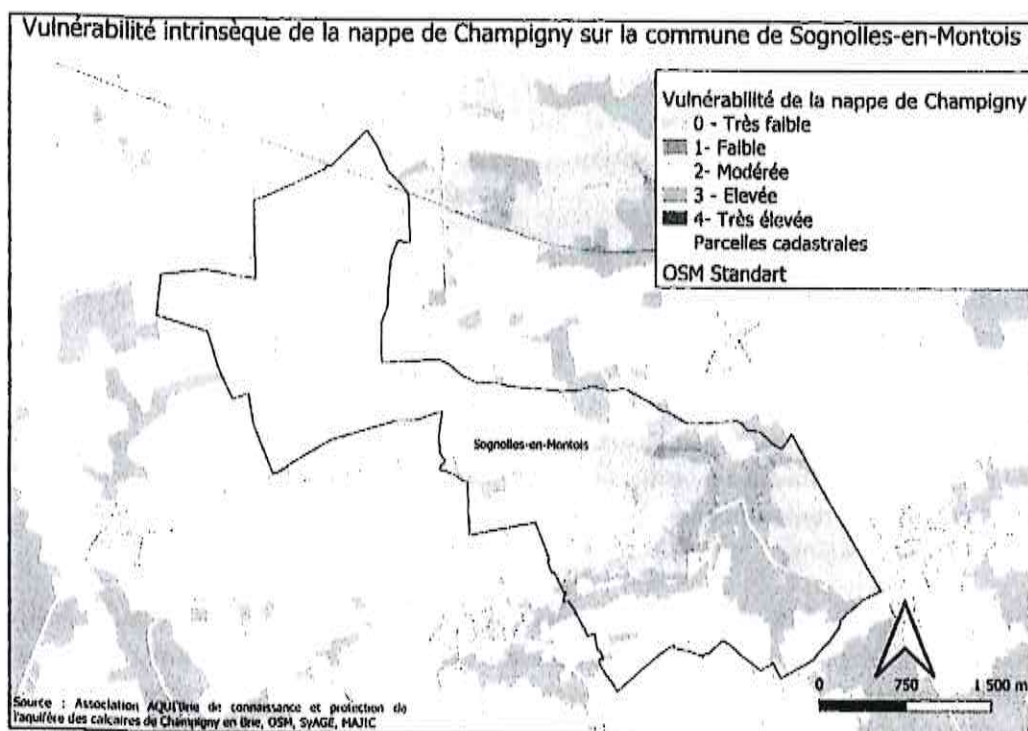 Vulnérabilité intrinsèque de la nappe de Champigny sur la commune de Sognolles-en-Montois
Vulnérabilité de la nappe de Champigny
0 - Très faible
1- Faible
2- Modérée
3 - Elevée
4- Très élevée
Parcelles cadastrales
OSM Standart
Sognolles-en-Montois
0 750 1 500 m
Source : Association AQUI'Brie de connaissance et protection de
l'aquifère des calcaires de Champigny en Brie, OSM, SyAGE, MAJIC